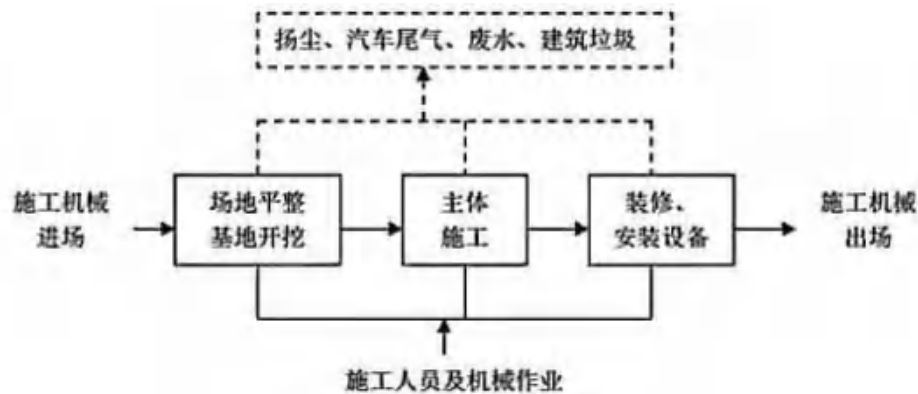 扬尘、汽车尾气、废水、建筑垃圾
施工机械
进场
场地平整
基地开挖
主体
施工
装修、
安装设备
施工机械
出场
施工人员及机械作业